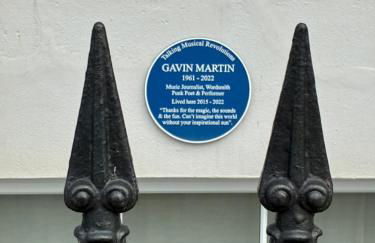 Talking Musical Revolutions
GAVIN MARTIN
1961 - 2022
Music Journalist, Wordsmith
Punk Poet & Performer
Lived here 2015 - 2022
"Thanks for the magic, the sounds
& the fun. Can't imagine this world
without your inspirational sun".